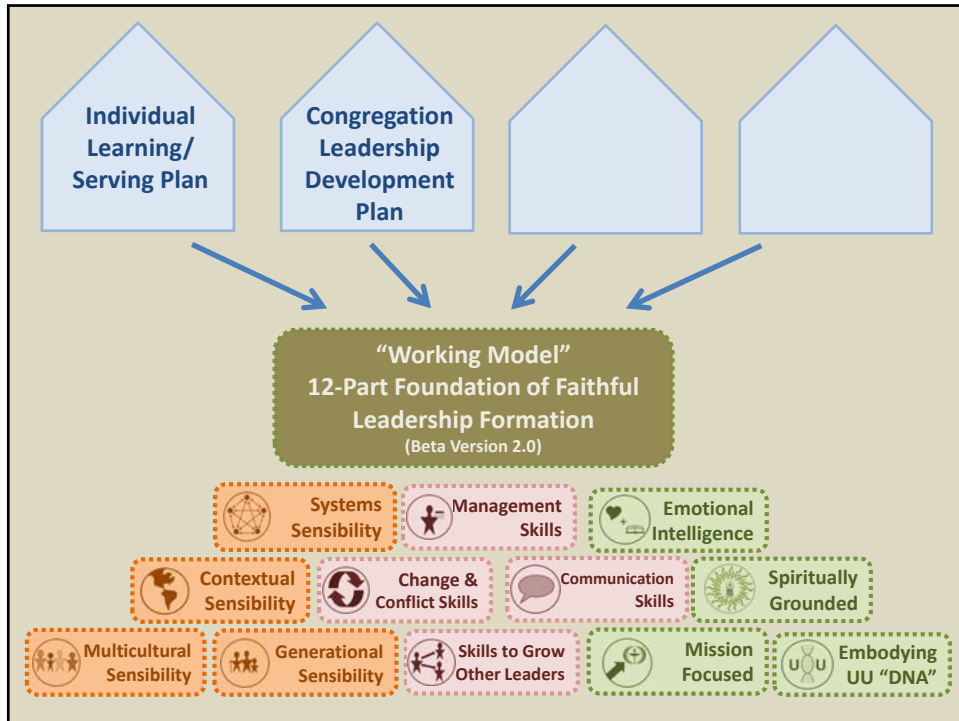 Individual
Learning/
Serving Plan
Congregation
Leadership
Development
Plan
“Working Model”
12-Part Foundation of Faithful
Leadership Formation
(Beta Version 2.0)
Systems
Sensibility
Management
Skills
Emotional
Intelligence
Contextual
Sensibility
Change &
Conflict Skills
Communication
Skills
Spiritually
Grounded
Multicultural
Sensibility
Generational
Sensibility
Skills to Grow
Other Leaders
Mission
Focused
U U
Embodying
UU “DNA”